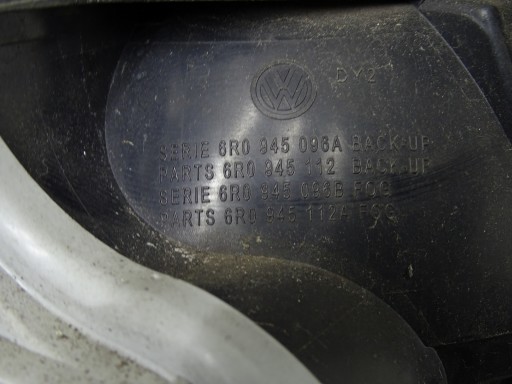 DY2
SERIE 6R0 945 096A BACK-UP
PARTS 6R0 945 112 BACK-UP
SERIE 6R0 945 096B FOG
PARTS 6R0 945 112A FOG